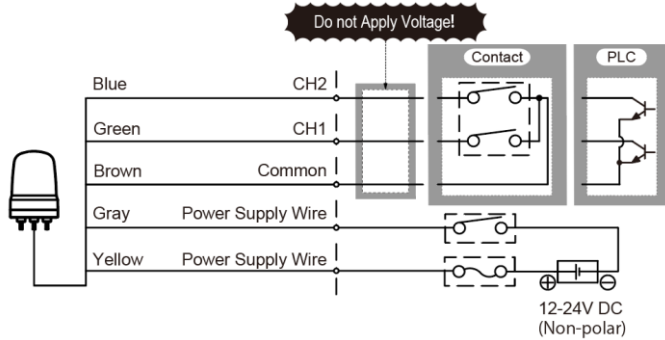 Do not Apply Voltage!
Contact
PLC
Blue CH2
Green CH1
Brown Common
Gray Power Supply Wire
Yellow Power Supply Wire
12-24V DC
(Non-polar)